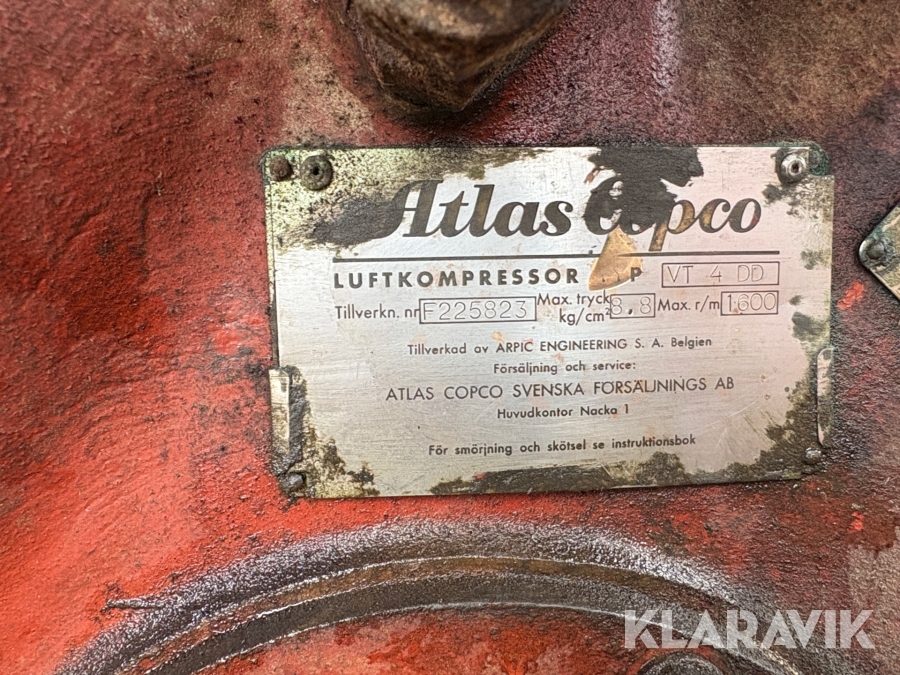 Atlas Copco
LUFTKOMPRESSOR VT 4 DD
Tillverkn. nr F225823 Max. tryck kg/cm² 8,8 Max. r/m 1600
Tillverkad av ARPIC ENGINEERING S. A. Belgien
Försäljning och service:
ATLAS COPCO SVENSKA FÖRSÄLJNINGS AB
Huvudkontor Nacka 1
För smörjning och skötsel se instruktionsbok
KLARAVIK